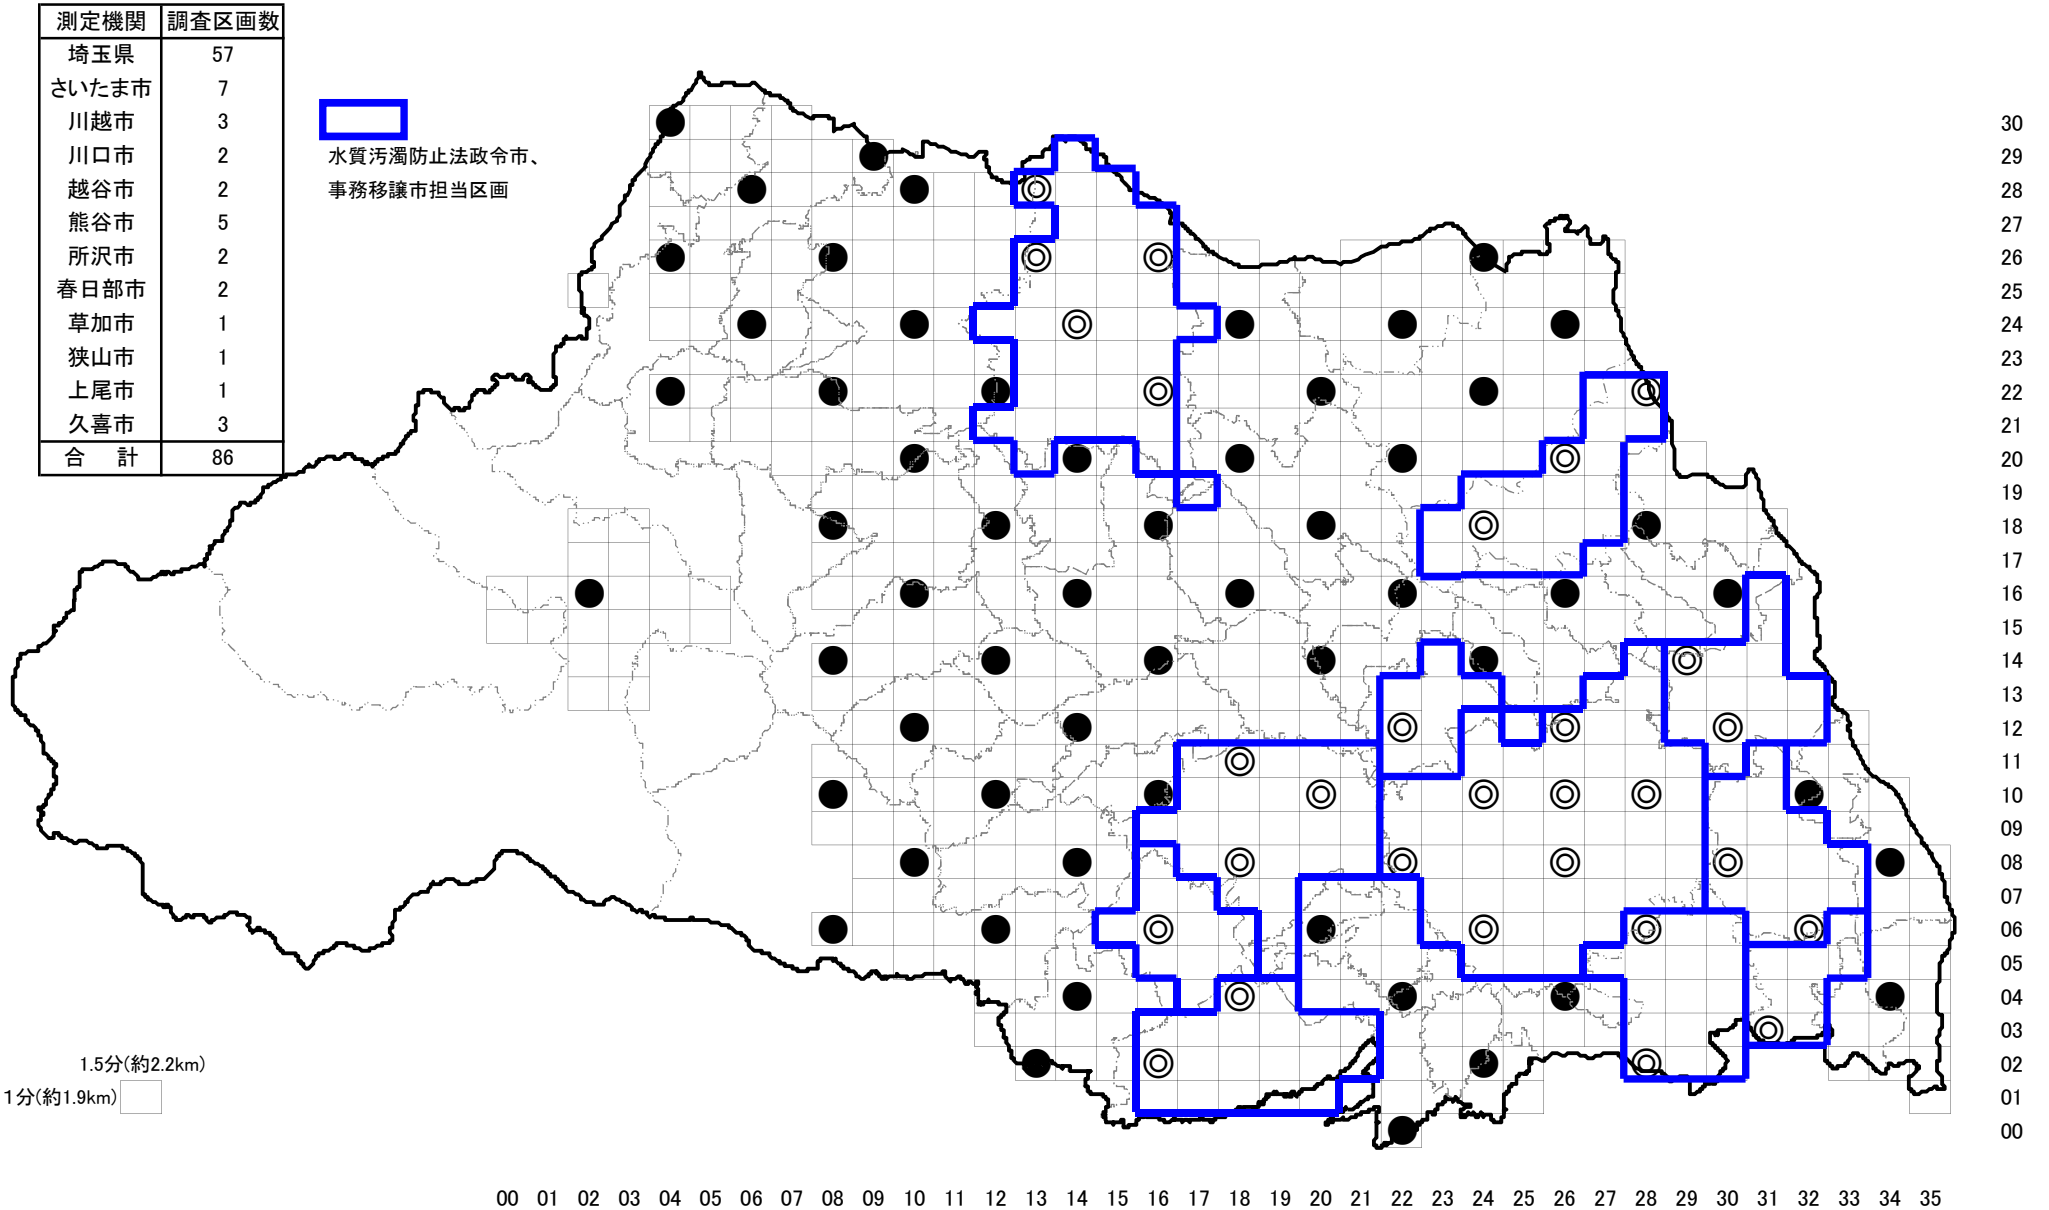 測定機関 調査区画数
埼玉県 57
さいたま市 7
川越市 3
川口市 2
越谷市 2
熊谷市 5
所沢市 2
春日部市 2
草加市 1
狭山市 1
上尾市 1
久喜市 3
合 計 86
水質汚濁防止法政令市、
事務移譲市担当区画
30
29
28
27
26
25
24
23
22
21
20
19
18
17
16
15
14
13
12
11
10
09
08
07
06
05
04
03
02
01
00
1.5分(約2.2km)
1分(約1.9km)
00 01 02 03 04 05 06 07 08 09 10 11 12 13 14 15 16 17 18 19 20 21 22 23 24 25 26 27 28 29 30 31 32 33 34 35